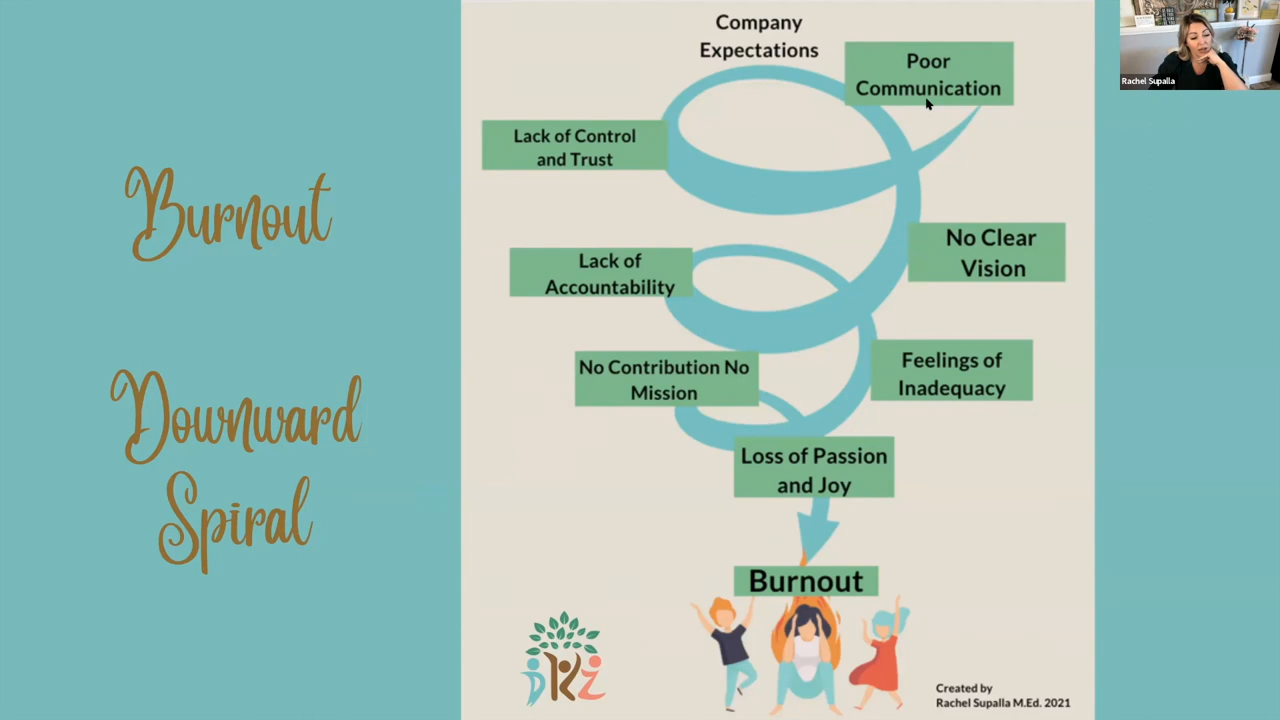 Burnout
Downward
Spiral
Company
Expectations
Poor
Communication
Lack of Control
and Trust
No Clear
Vision
Lack of
Accountability
Feelings of
Inadequacy
No Contribution No
Mission
Loss of Passion
and Joy
Burnout
DKI
Created by
Rachel Supalla M.Ed. 2021
Rachel Supalla